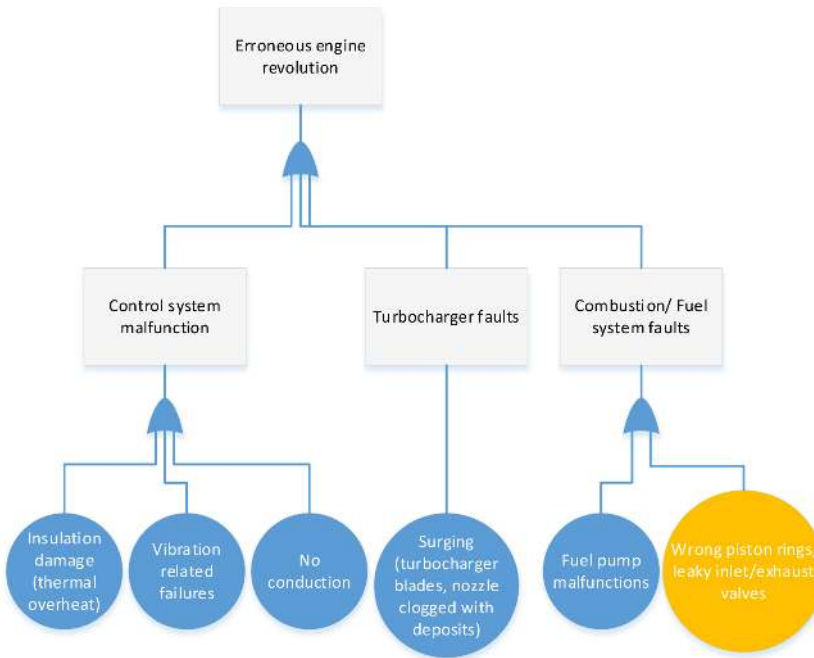 Erroneous engine
revolution
Control system
malfunction
Turbocharger faults
Combustion/ Fuel
system faults
Insulation
damage
(thermal
overheat)
Vibration
related
failures
No
conduction
Surging
(turbocharger
blades, nozzle
clogged with
deposits)
Fuel pump
malfunctions
Wrong piston rings,
leaky inlet/exhaust
valves